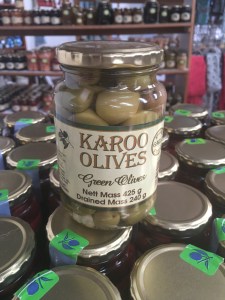 KAROO
OLIVES
Green Olives
Nett Mass 425 g
Drained Mass 240 g